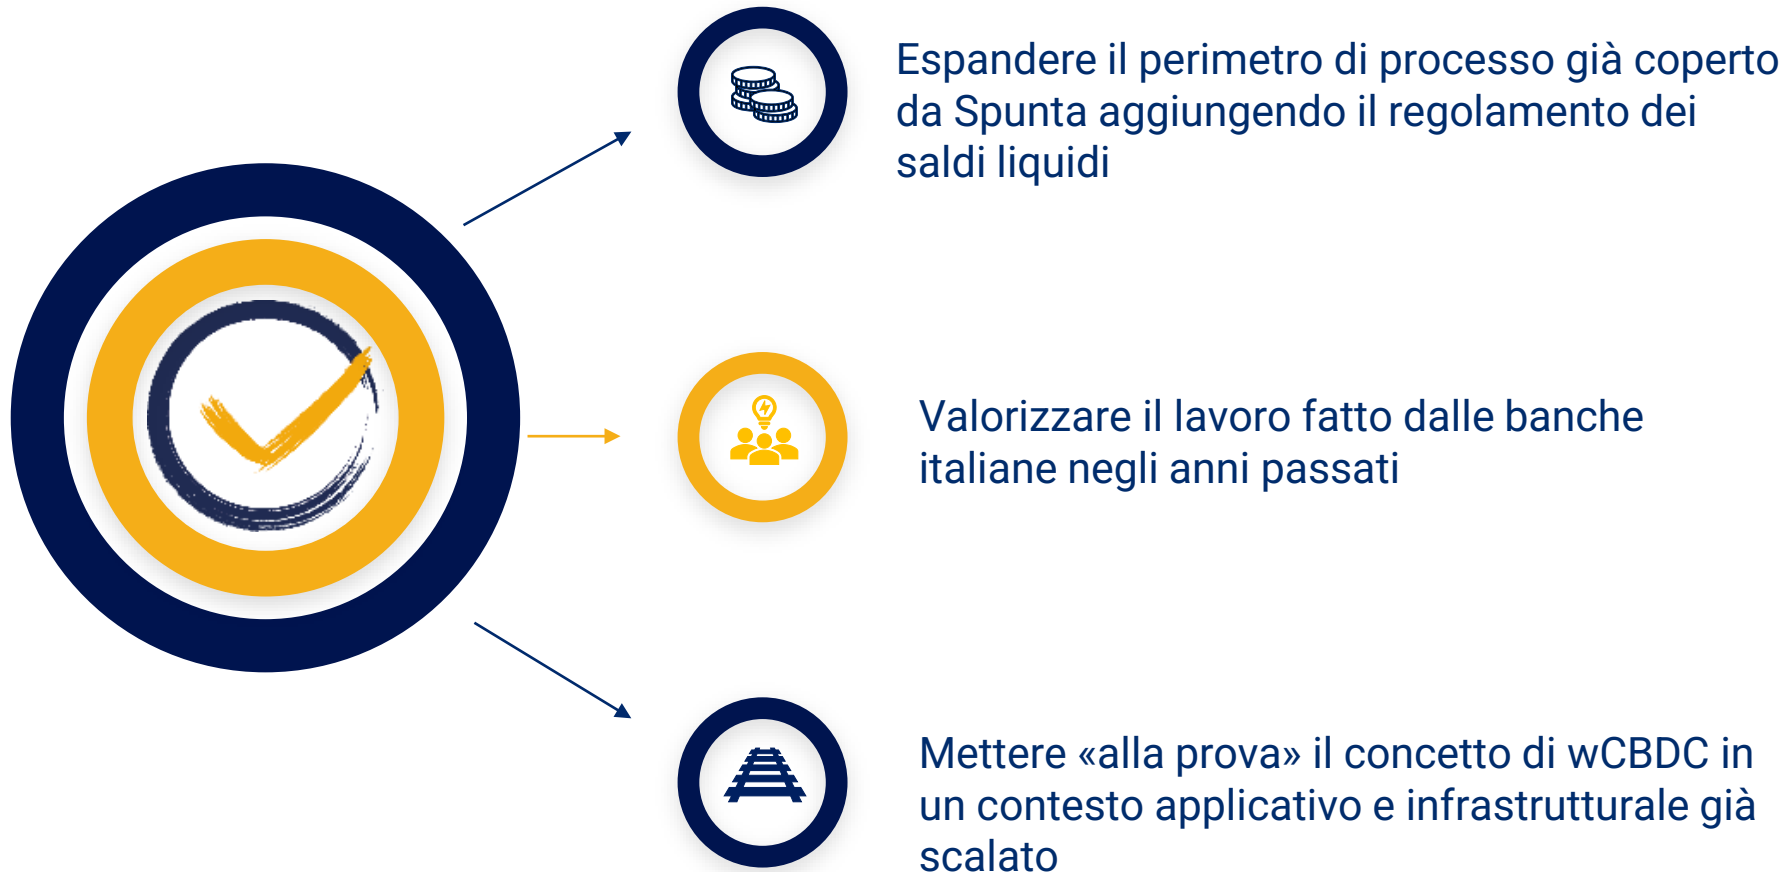 Espandere il perimetro di processo già coperto
da Spunta aggiungendo il regolamento dei
saldi liquidi
Valorizzare il lavoro fatto dalle banche
italiane negli anni passati
Mettere «alla prova» il concetto di wCBDC in
un contesto applicativo e infrastrutturale già
scalato